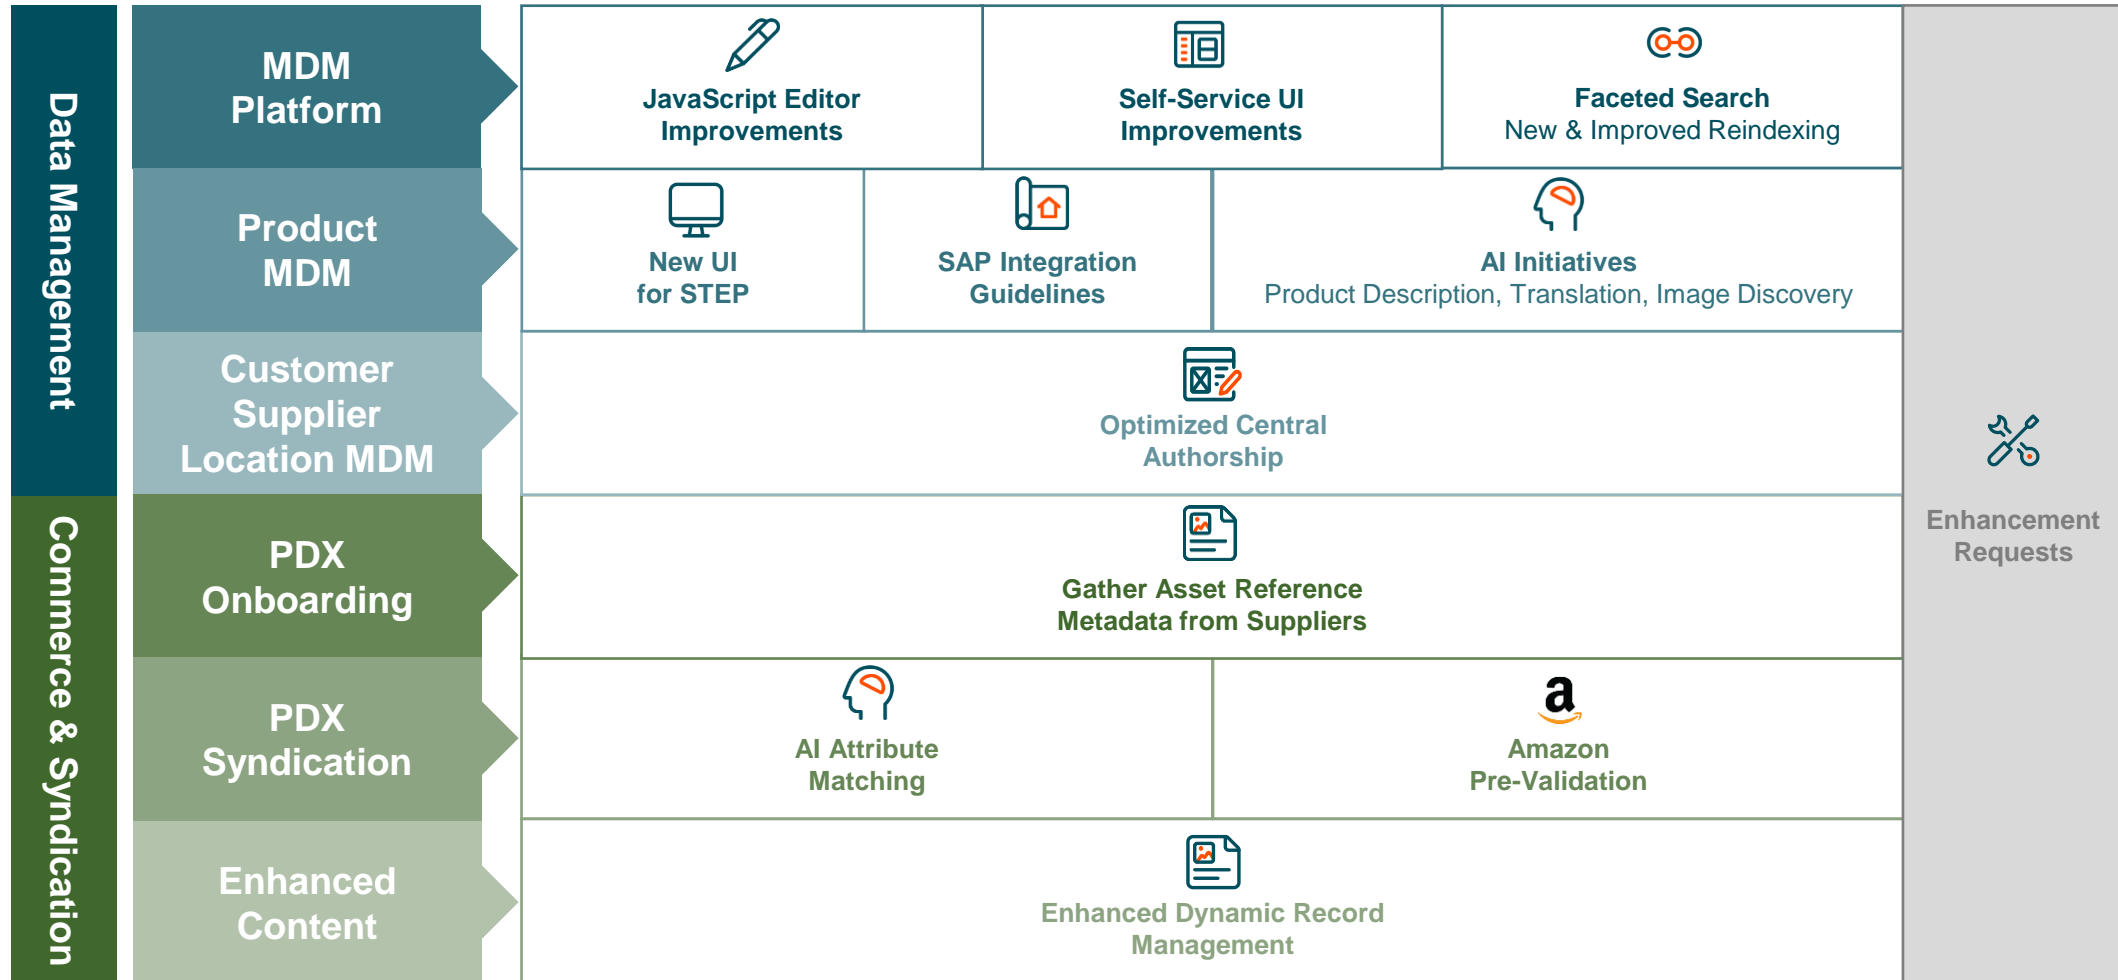 Data Management
MDM
Platform
JavaScript Editor
Improvements
Self-Service UI
Improvements
Faceted Search
New & Improved Reindexing
Product
MDM
New UI
for STEP
SAP Integration
Guidelines
AI Initiatives
Product Description, Translation, Image Discovery
Customer
Supplier
Location MDM
Optimized Central
Authorship
Commerce & Syndication
PDX
Onboarding
Gather Asset Reference
Metadata from Suppliers
PDX
Syndication
AI Attribute
Matching
a
Amazon
Pre-Validation
Enhanced
Content
Enhanced Dynamic Record
Management
Enhancement
Requests